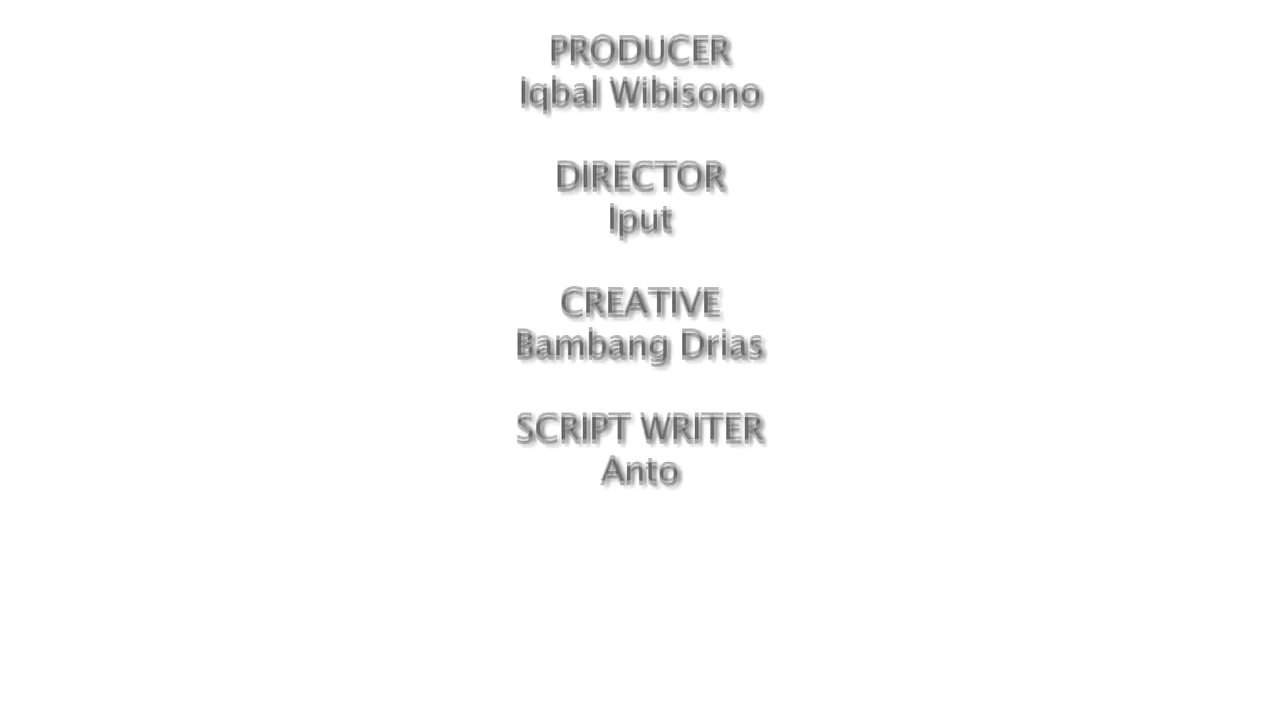 PRODUCER
Iqbal Wibisono
DIRECTOR
Iput
CREATIVE
Bambang Drias
SCRIPT WRITER
Anto